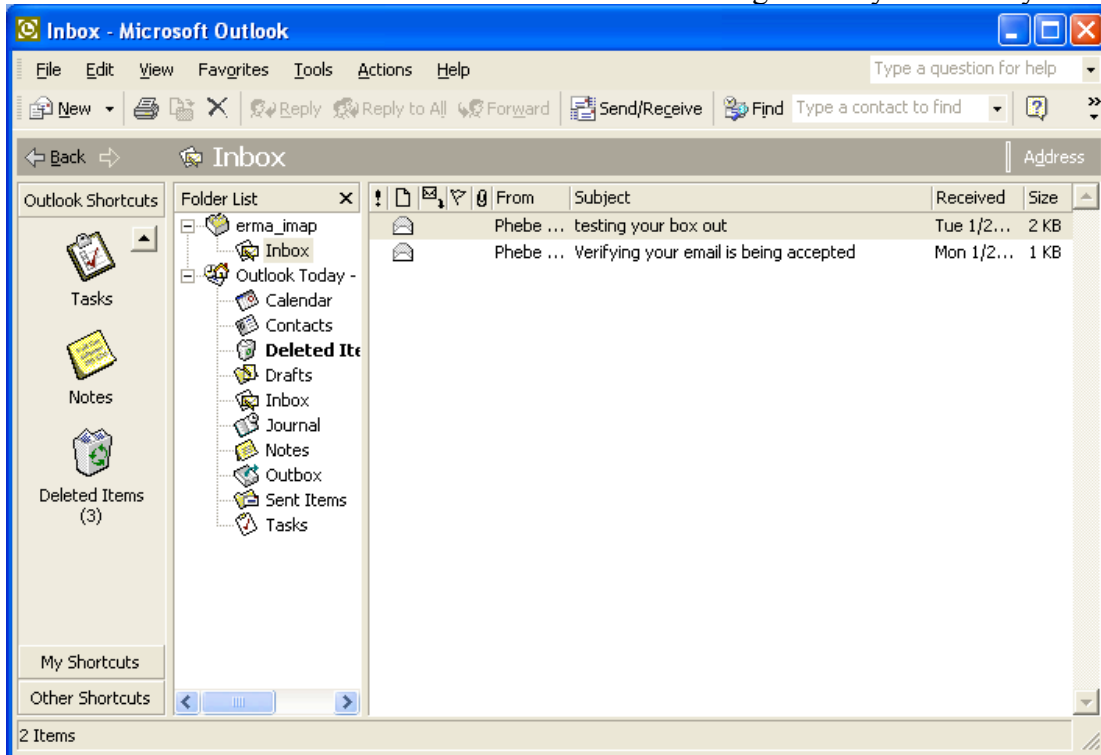 Inbox - Microsoft Outlook
File Edit View Favorites Tools Actions Help Type a question for help
New Reply Reply to All Forward Send/Receive Find Type a contact to find
Back Inbox Address
Outlook Shortcuts Folder List ! From Subject Received Size
erma_imap Phebe ... testing your box out Tue 1/2... 2 KB
Inbox Phebe ... Verifying your email is being accepted Mon 1/2... 1 KB
Outlook Today -
Tasks Calendar
Contacts
Deleted Ite
Drafts
Notes Inbox
Journal
Notes
Outbox
Deleted Items Sent Items
(3) Tasks
My Shortcuts
Other Shortcuts
2 Items